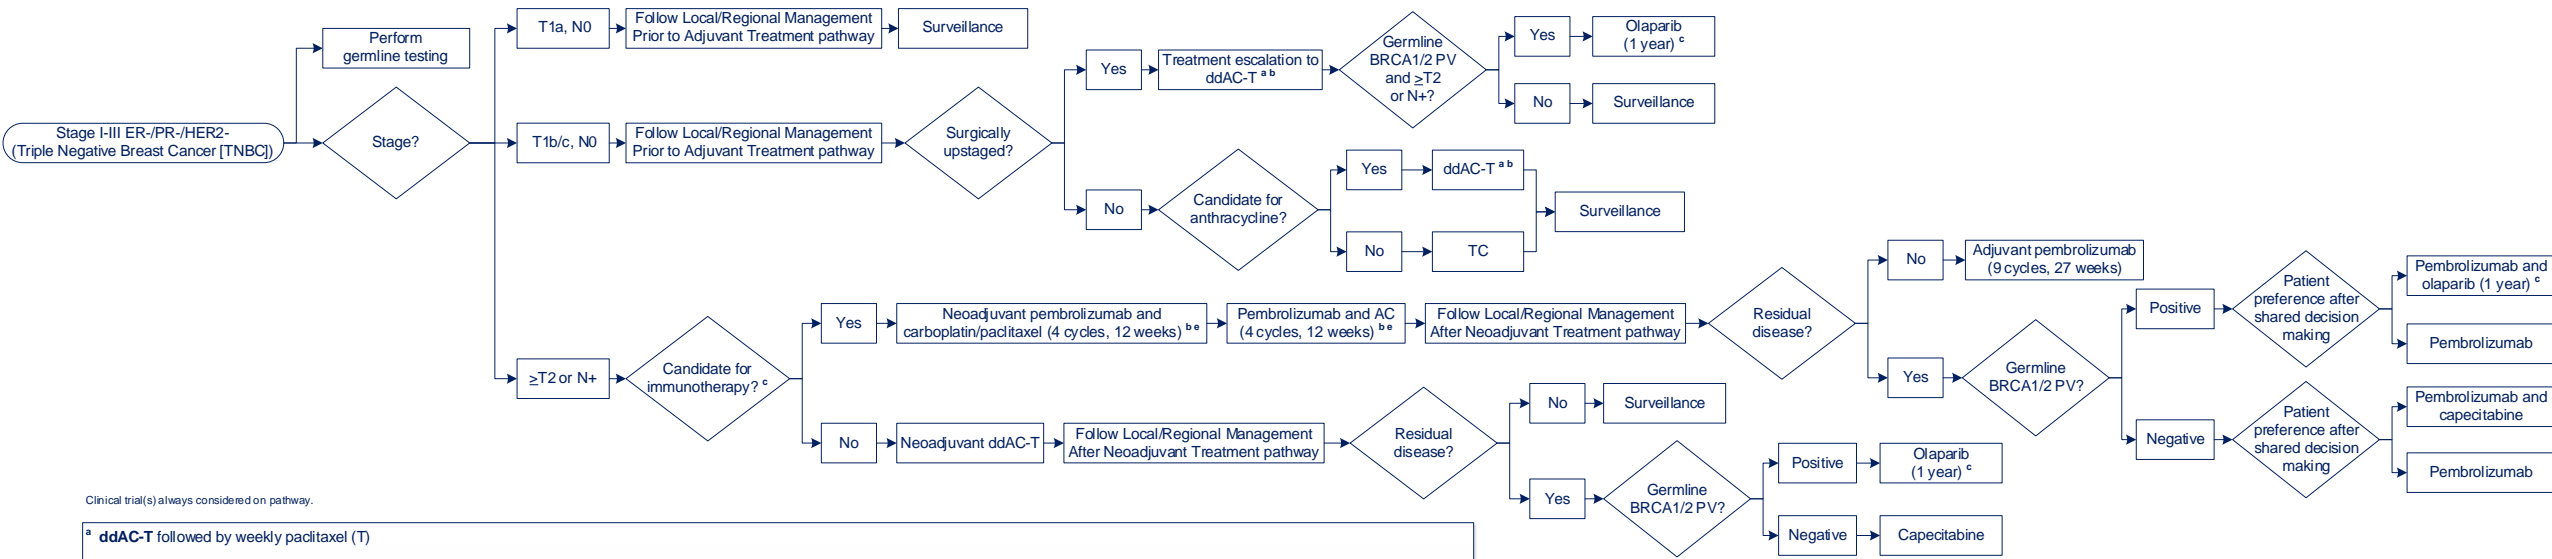 Perform
germline testing
Stage I-III ER-/PR-/HER2-
(Triple Negative Breast Cancer [TNBC])
Stage?
T1a, N0
Follow Local/Regional Management
Prior to Adjuvant Treatment pathway
Surveillance
T1b/c, N0
Follow Local/Regional Management
Prior to Adjuvant Treatment pathway
Surgically
upstaged?
Yes
Treatment escalation to
ddAC-T a b
Germline
BRCA1/2 PV
and ≥T2
or N+?
Yes
Olaparib
(1 year) c
No
Surveillance
No
Candidate for
anthracycline?
Yes
ddAC-T a b
No
TC
Surveillance
≥T2 or N+
Candidate for
immunotherapy? c
Yes
Neoadjuvant pembrolizumab and
carboplatin/paclitaxel (4 cycles, 12 weeks) b e
Pembrolizumab and AC
(4 cycles, 12 weeks) b e
Follow Local/Regional Management
After Neoadjuvant Treatment pathway
Residual
disease?
No
Adjuvant pembrolizumab
(9 cycles, 27 weeks)
Yes
Germline
BRCA1/2 PV?
Positive
Patient
preference after
shared decision
making
Pembrolizumab and
olaparib (1 year) c
Pembrolizumab
Negative
Patient
preference after
shared decision
making
Pembrolizumab and
capecitabine
Pembrolizumab
No
Neoadjuvant ddAC-T
Follow Local/Regional Management
After Neoadjuvant Treatment pathway
Residual
disease?
No
Surveillance
Yes
Germline
BRCA1/2 PV?
Positive
Olaparib
(1 year) c
Negative
Capecitabine
Clinical trial(s) always considered on pathway.
a ddAC-T followed by weekly paclitaxel (T)